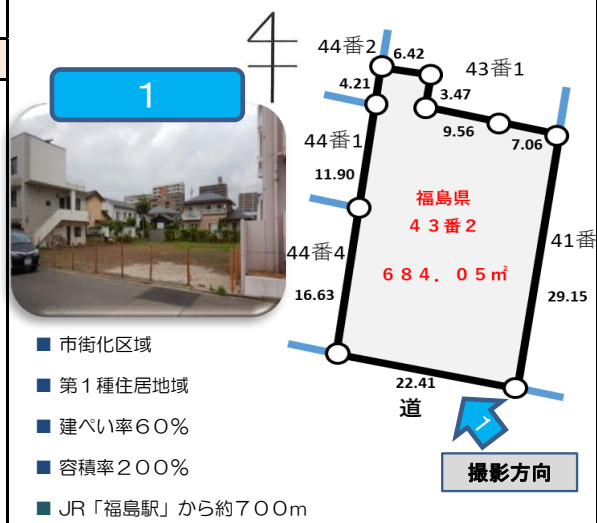 1
44番2
6.42
43番1
4.21
3.47
9.56
7.06
44番1
11.90
福島県
43番2
684.05㎡
41番
44番4
16.63
29.15
22.41
道
1
撮影方向
■ 市街化区域
■ 第1種住居地域
■ 建ぺい率60%
■ 容積率200%
■ JR「福島駅」から約700m